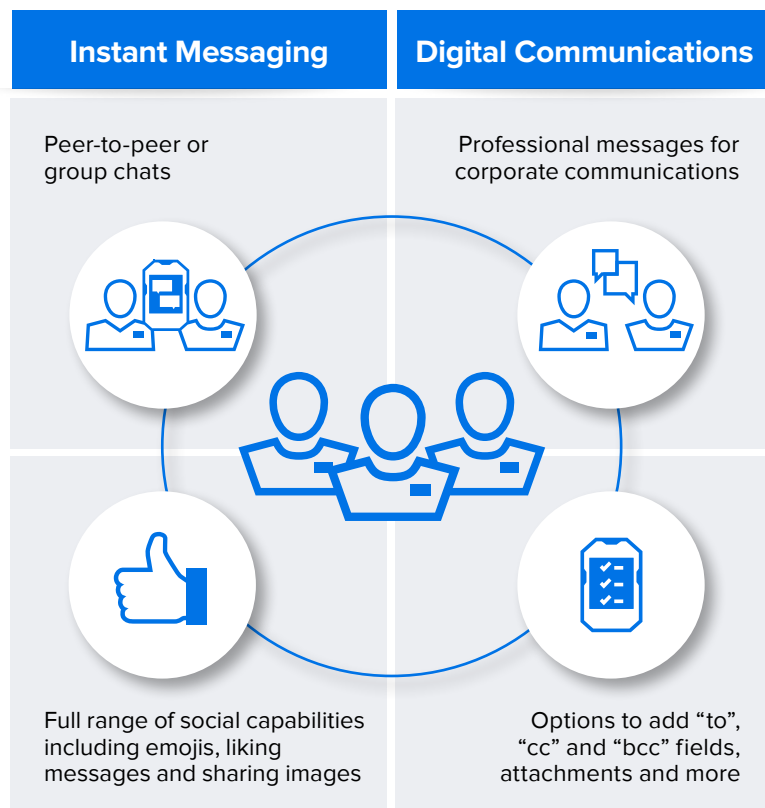 Instant Messaging
Digital Communications
Peer-to-peer or
group chats
Professional messages for
corporate communications
Full range of social capabilities
including emojis, liking
messages and sharing images
Options to add “to”,
“cc” and “bcc” fields,
attachments and more